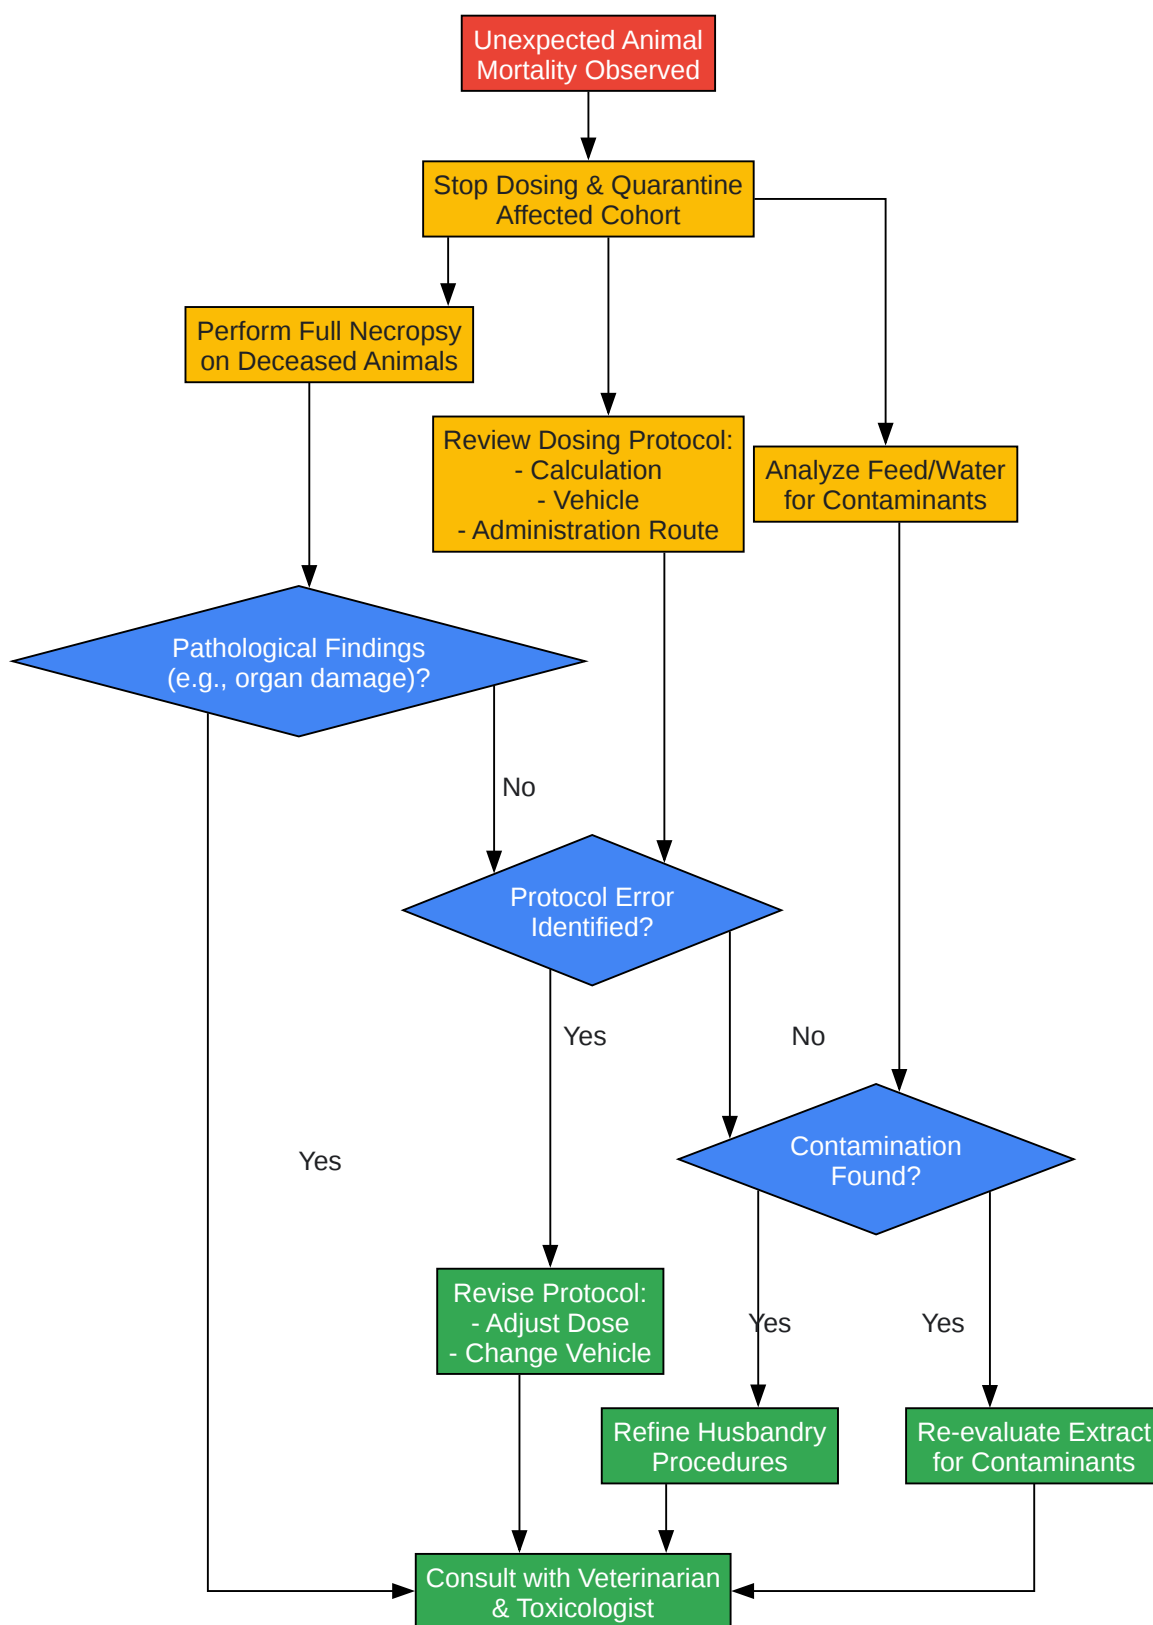 Unexpected Animal
Mortality Observed
Stop Dosing & Quarantine
Affected Cohort
Perform Full Necropsy
on Deceased Animals
Review Dosing Protocol:
- Calculation
- Vehicle
- Administration Route
Analyze Feed/Water
for Contaminants
Pathological Findings
(e.g., organ damage)?
No
Protocol Error
Identified?
Yes
No
Yes
Contamination
Found?
Revise Protocol:
- Adjust Dose
- Change Vehicle
Yes
Yes
Refine Husbandry
Procedures
Re-evaluate Extract
for Contaminants
Consult with Veterinarian
& Toxicologist